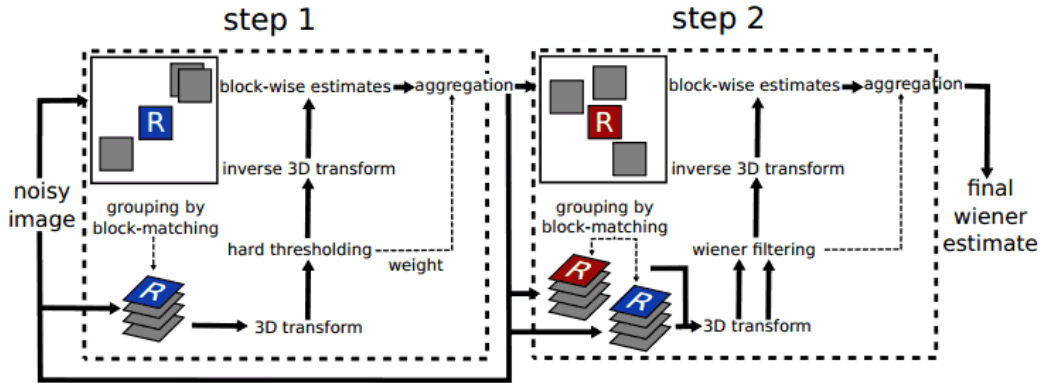 step 1
step 2
block-wise estimates
aggregation
R
inverse 3D transform
noisy
image
grouping by
block-matching
hard thresholding
weight
R
3D transform
block-wise estimates
aggregation
R
inverse 3D transform
final
wiener
estimate
grouping by
block-matching
wiener filtering
R
R
3D transform